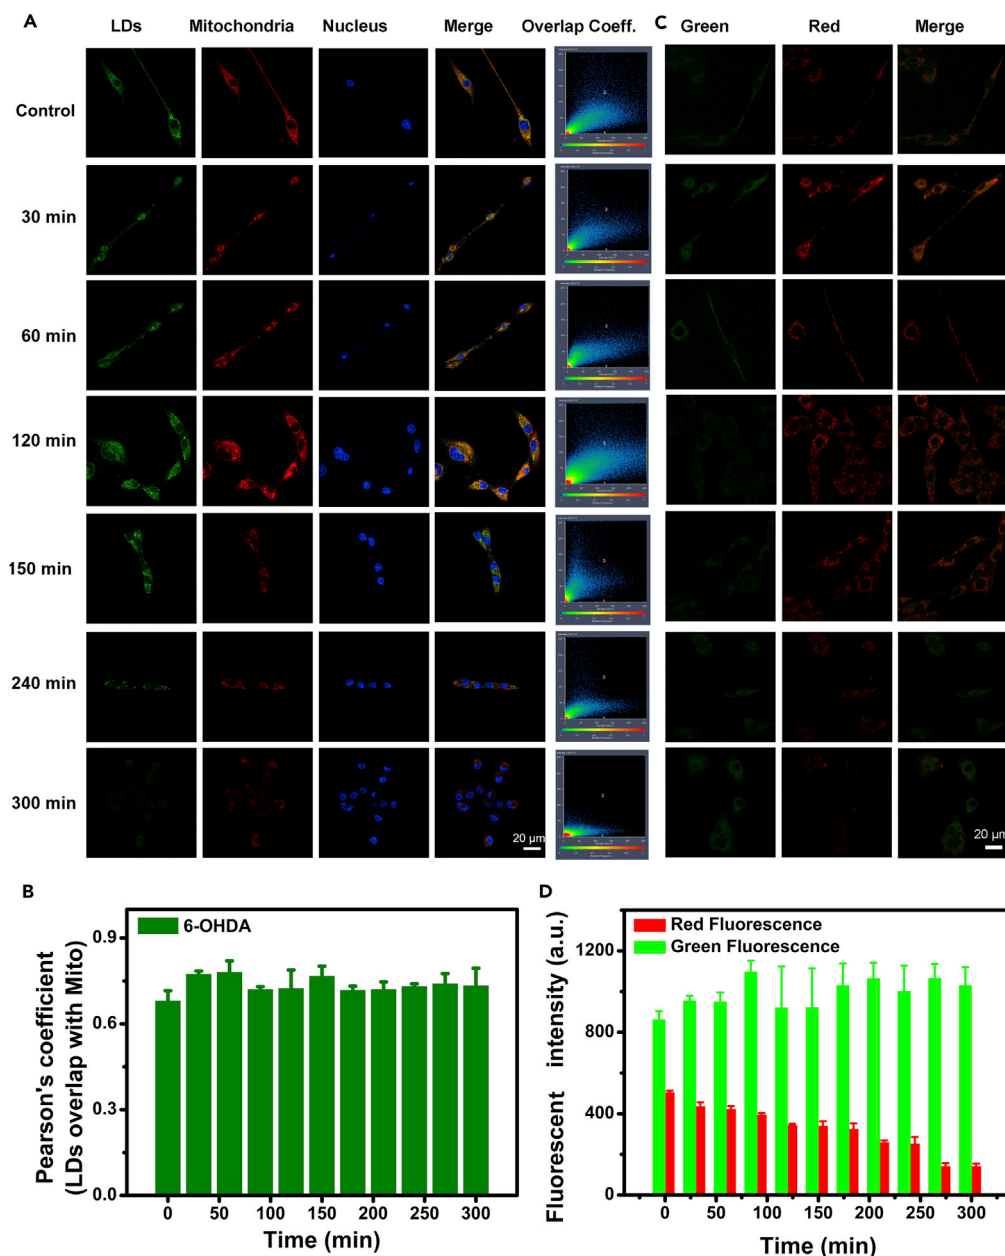 A
LDs Mitochondria Nucleus Merge Overlap Coeff.
C
Green Red Merge
Control
30 min
60 min
120 min
150 min
240 min
300 min
20 μm
20 μm
B
6-OHDA
Pearson's coefficient
(LDs overlap with Mito)
0.9
0.6
0.3
0.0
0 50 100 150 200 250 300
Time (min)
D
Red Fluorescence
Green Fluorescence
Fluorescent intensity (a.u.)
1200
800
400
0
0 50 100 150 200 250 300
Time (min)